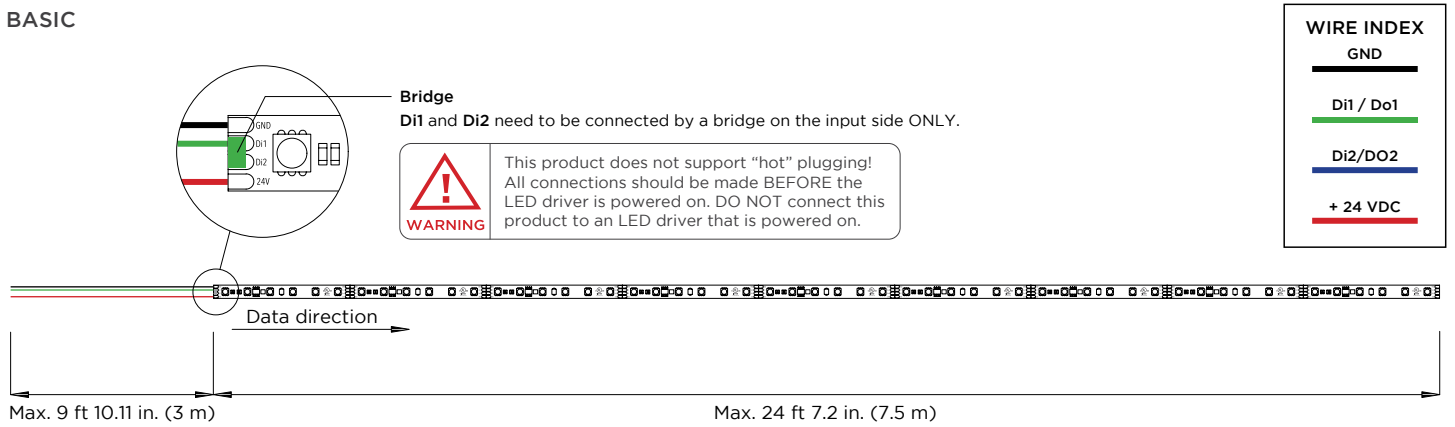 BASIC
WIRE INDEX
GND
Di1 / Do1
Di2/DO2
+ 24 VDC
Bridge
Di1 and Di2 need to be connected by a bridge on the input side ONLY.
GND
Di1
Di2
24V
WARNING
This product does not support “hot” plugging!
All connections should be made BEFORE the
LED driver is powered on. DO NOT connect this
product to an LED driver that is powered on.
Data direction
Max. 9 ft 10.11 in. (3 m)
Max. 24 ft 7.2 in. (7.5 m)